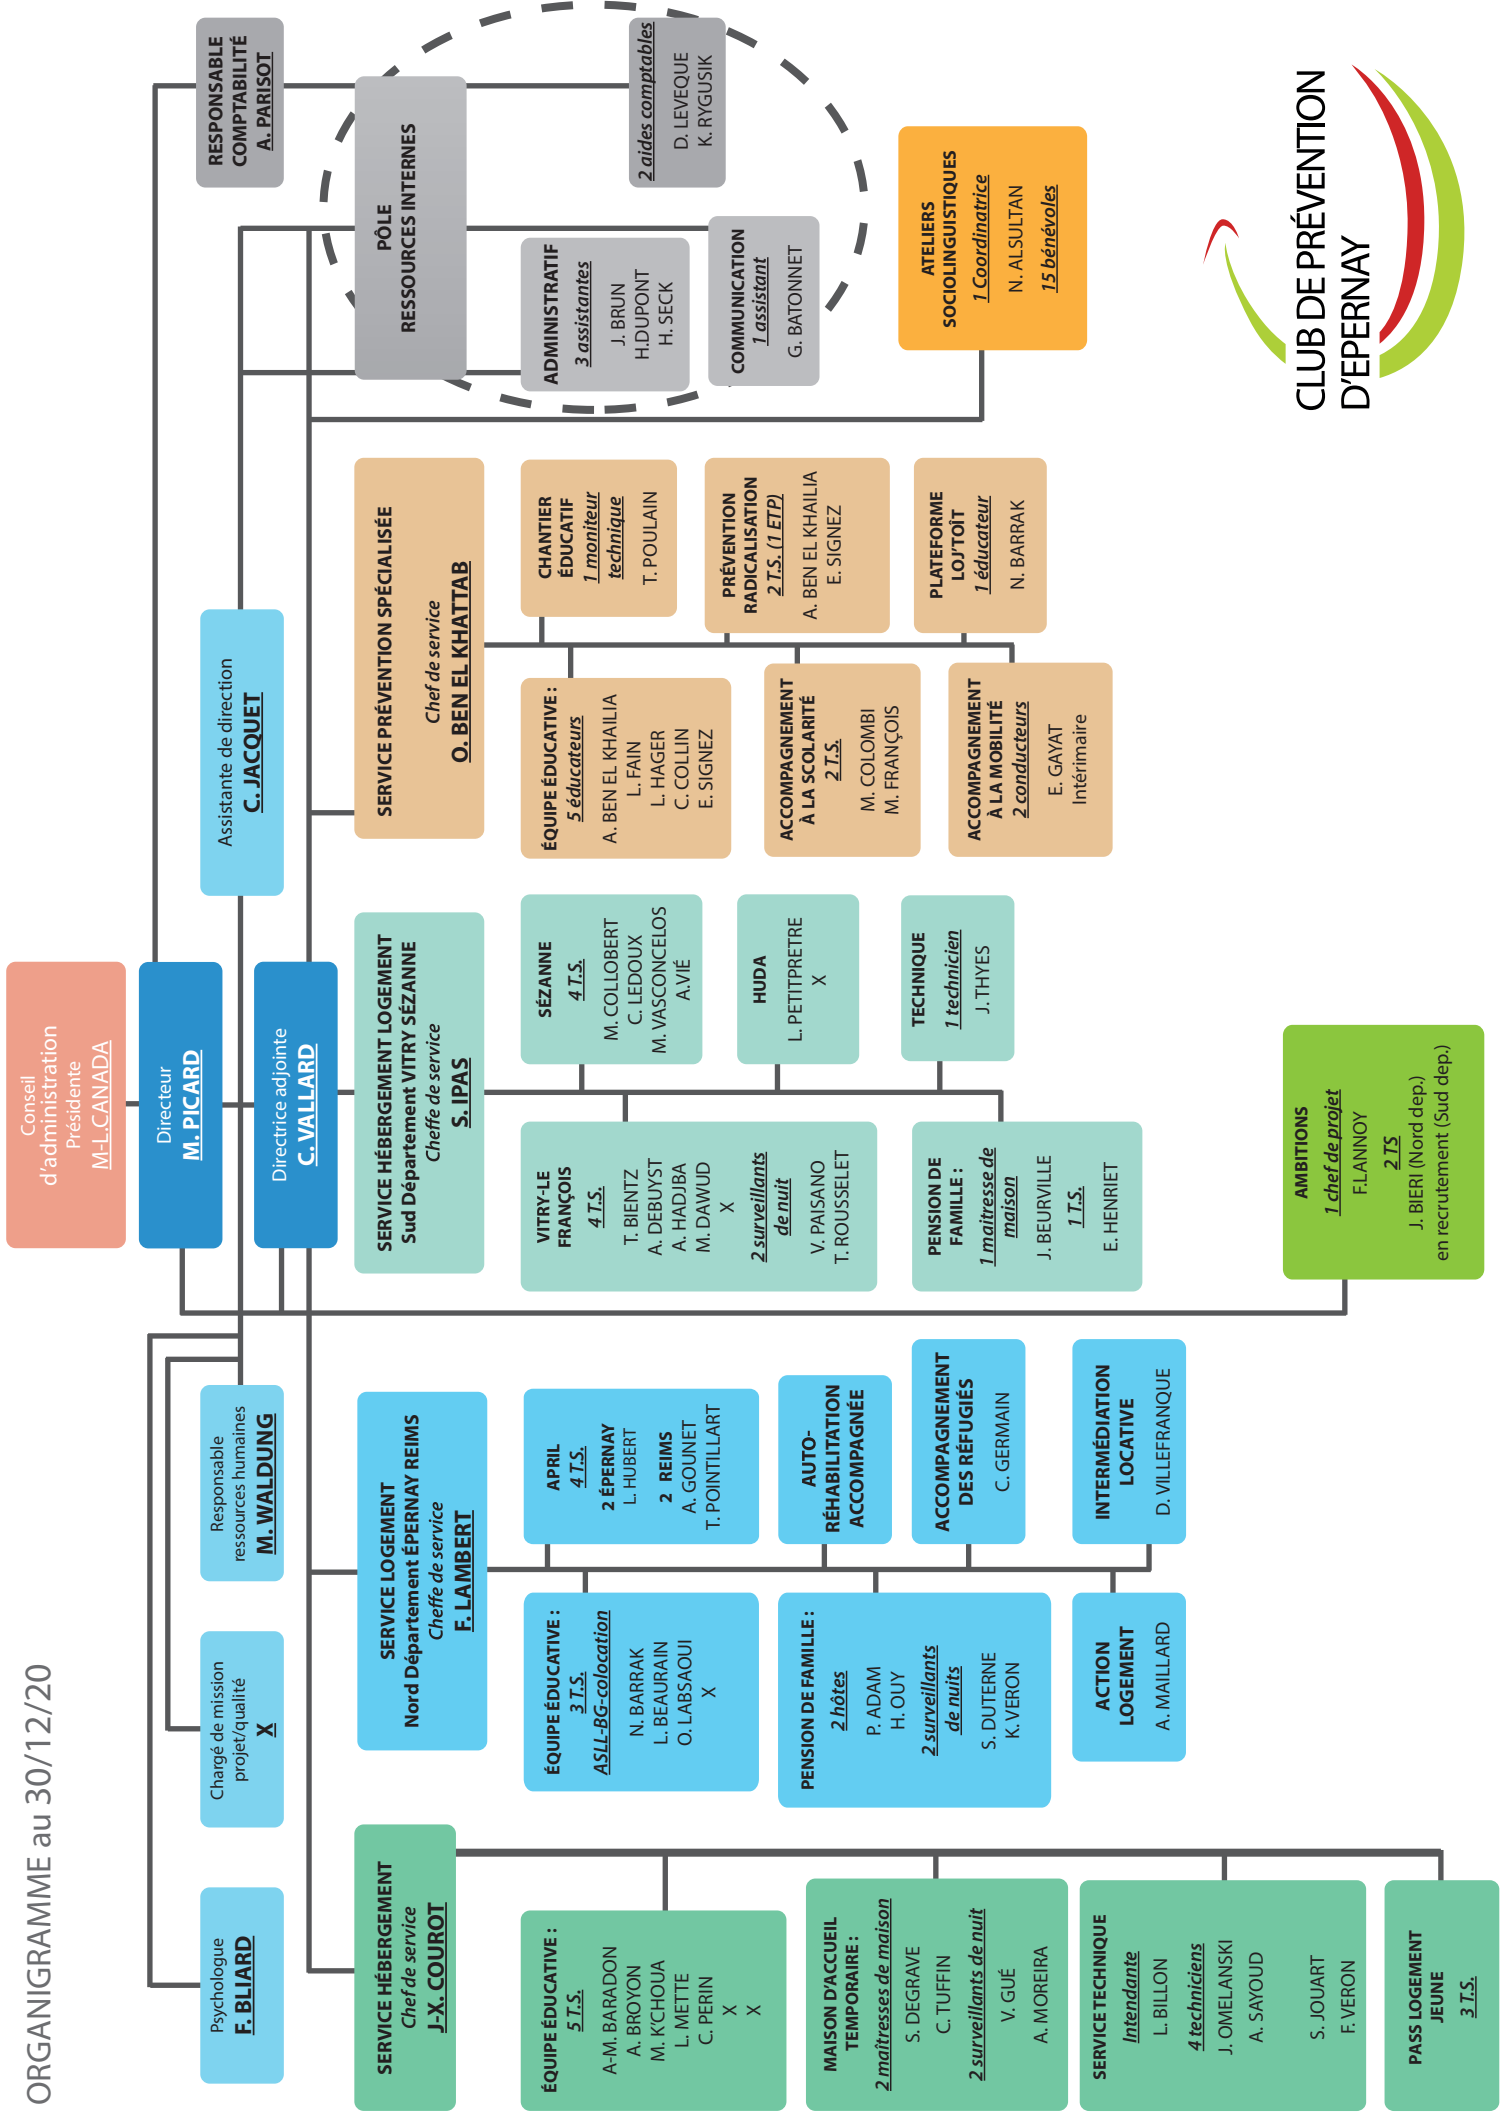 ORGANIGRAMME au 30/12/20
Conseil
d'administration
Présidente
M-L.CANADA
Directeur
M. PICARD
Directrice adjointe
C. VALLARD
Psychologue
F. BLIARD
Chargé de mission
projet/qualité
X
Responsable
ressources humaines
M. WALDUNG
Assistante de direction
C. JACQUET
RESPONSABLE
COMPTABILITÉ
A. PARISOT
SERVICE HÉBERGEMENT
Chef de service
J-X. COUROT
ÉQUIPE ÉDUCATIVE :
5 T.S.
A-M. BARADON
A. BROYON
M. K'CHOUA
L. METTE
C. PERIN
X
X
MAISON D'ACCUEIL
TEMPORAIRE :
2 maîtresses de maison
S. DEGRAVE
C. TUFFIN
2 surveillants de nuit
V. GUÉ
A. MOREIRA
SERVICE TECHNIQUE
Intendante
L. BILLON
4 techniciens
J. OMELANSKI
A. SAYOUD
S. JOUART
F. VERON
PASS LOGEMENT
JEUNE
3 T.S.
SERVICE LOGEMENT
Nord Département ÉPERNAY REIMS
Cheffe de service
F. LAMBERT
ÉQUIPE ÉDUCATIVE :
3 T.S.
ASLL-BG-colocation
N. BARRAK
L. BEAURAIN
O. LABSAOUI
X
APRIL
4 T.S.
2 ÉPERNAY
L. HUBERT
2 REIMS
A. GOUNET
T. POINTILLART
PENSION DE FAMILLE :
2 hôtes
P. ADAM
H. OUY
2 surveillants
de nuits
S. DUTERNE
K. VERON
AUTO-
RÉHABILITATION
ACCOMPAGNÉE
ACCOMPAGNEMENT
DES RÉFUGIÉS
C. GERMAIN
ACTION
LOGEMENT
A. MAILLARD
INTERMÉDIATION
LOCATIVE
D. VILLEFRANQUE
SERVICE HÉBERGEMENT LOGEMENT
Sud Département VITRY SÉZANNE
Cheffe de service
S. IPAS
VITRY-LE
FRANÇOIS
4 T.S.
T. BIENTZ
A. DEBUYST
A. HADJBA
M. DAWUD
X
2 surveillants
de nuit
V. PAISANO
T. ROUSSELET
SÉZANNE
4 T.S.
M. COLLOBERT
C. LEDOUX
M. VASCONCELOS
A.VIÉ
HUDA
L. PETITPRETRE
X
PENSION DE
FAMILLE :
1 maitresse de
maison
J. BEURVILLE
1 T.S.
E. HENRIET
TECHNIQUE
1 technicien
J. THYES
AMBITIONS
1 chef de projet
F.LANNOY
2 TS
J. BIERI (Nord dep.)
en recrutement (Sud dep.)
SERVICE PRÉVENTION SPÉCIALISÉE
Chef de service
O. BEN EL KHATTAB
ÉQUIPE ÉDUCATIVE :
5 éducateurs
A. BEN EL KHAILIA
L. FAIN
L. HAGER
C. COLLIN
E. SIGNEZ
CHANTIER
ÉDUCATIF
1 moniteur
technique
T. POULAIN
ACCOMPAGNEMENT
À LA SCOLARITÉ
2 T.S.
M. COLOMBI
M. FRANÇOIS
PRÉVENTION
RADICALISATION
2 T.S. (1 ETP)
A. BEN EL KHAILIA
E. SIGNEZ
ACCOMPAGNEMENT
À LA MOBILITÉ
2 conducteurs
E. GAYAT
Intérimaire
PLATEFORME
LOJ'TOÎT
1 éducateur
N. BARRAK
PÔLE
RESSOURCES INTERNES
ADMINISTRATIF
3 assistantes
J. BRUN
H.DUPONT
H. SECK
2 aides comptables
D. LEVEQUE
K. RYGUSIK
COMMUNICATION
1 assistant
G. BATONNET
ATELIERS
SOCIOLINGUISTIQUES
1 Coordinatrice
N. ALSULTAN
15 bénévoles
CLUB DE PRÉVENTION
D'EPERNAY